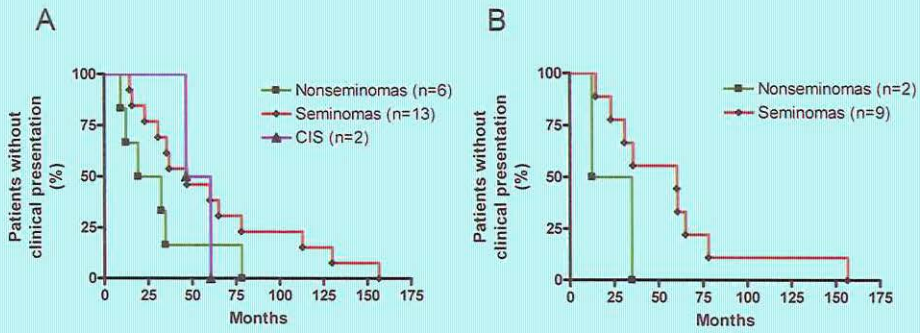 A
Nonseminomas (n=6)
Seminomas (n=13)
CIS (n=2)
Patients without
clinical presentation
(%)
100
75
50
25
0
0 25 50 75 100 125 150 175
Months
B
Nonseminomas (n=2)
Seminomas (n=9)
Patients without
clinical presentation
(%)
100
75
50
25
0
0 25 50 75 100 125 150 175
Months